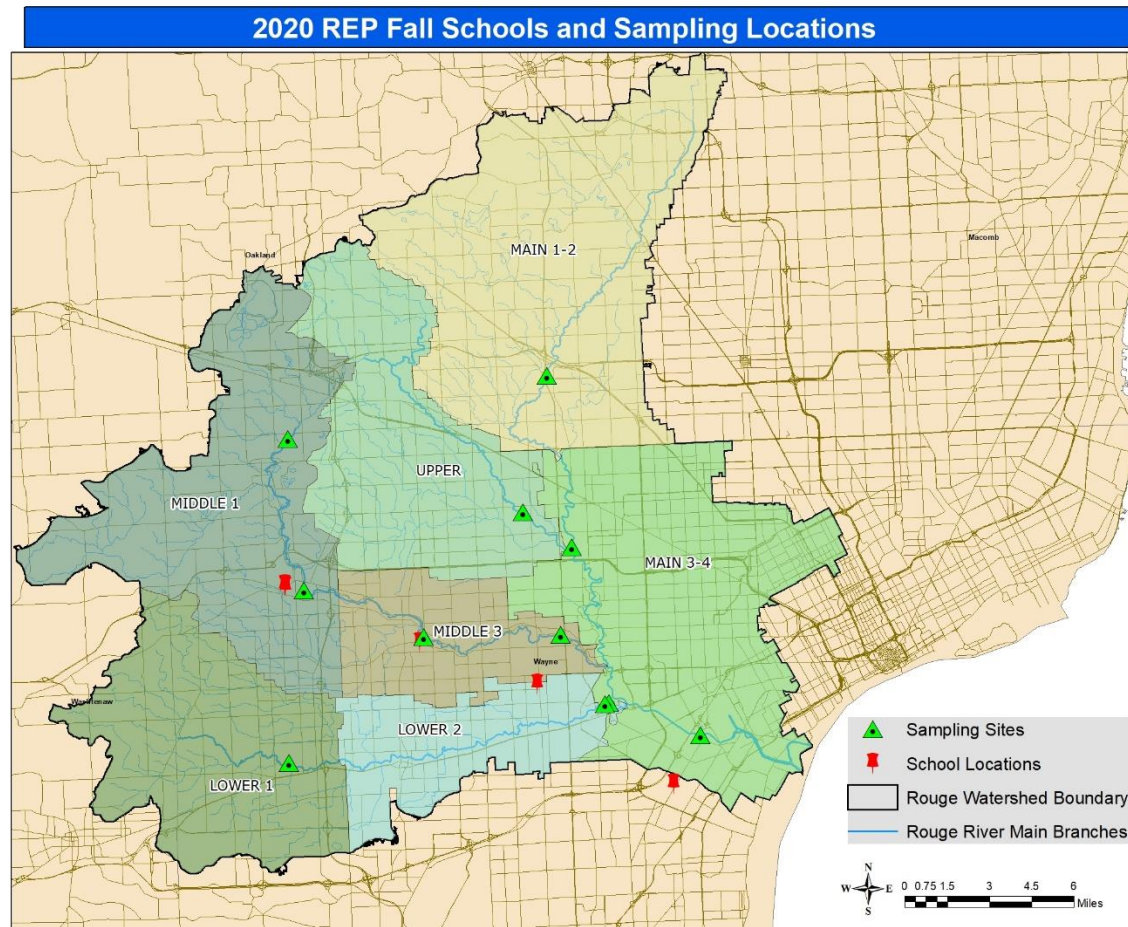 2020 REP Fall Schools and Sampling Locations
MAIN 1-2
Macomb
Oakland
UPPER
MIDDLE 1
MAIN 3-4
MIDDLE 3
Wayne
LOWER 2
LOWER 1
Sampling Sites
School Locations
Rouge Watershed Boundary
Rouge River Main Branches
N
W E
S
0 0.75 1.5 3 4.5 6
Miles